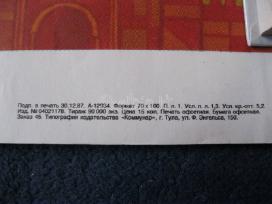 Подп. в печать 30.12.87. А-12934. Формат 70 х 100. П. л. 1. Усл. п. л. 1,3. Усл. кр.-отт. 5,2.
Изд. № 04021178. Тираж 90 000 экз. Цена 15 коп. Печать офсетная. Бумага офсетная.
Заказ 45. Типография издательства «Коммунар», г. Тула, ул. Ф. Энгельса, 150.